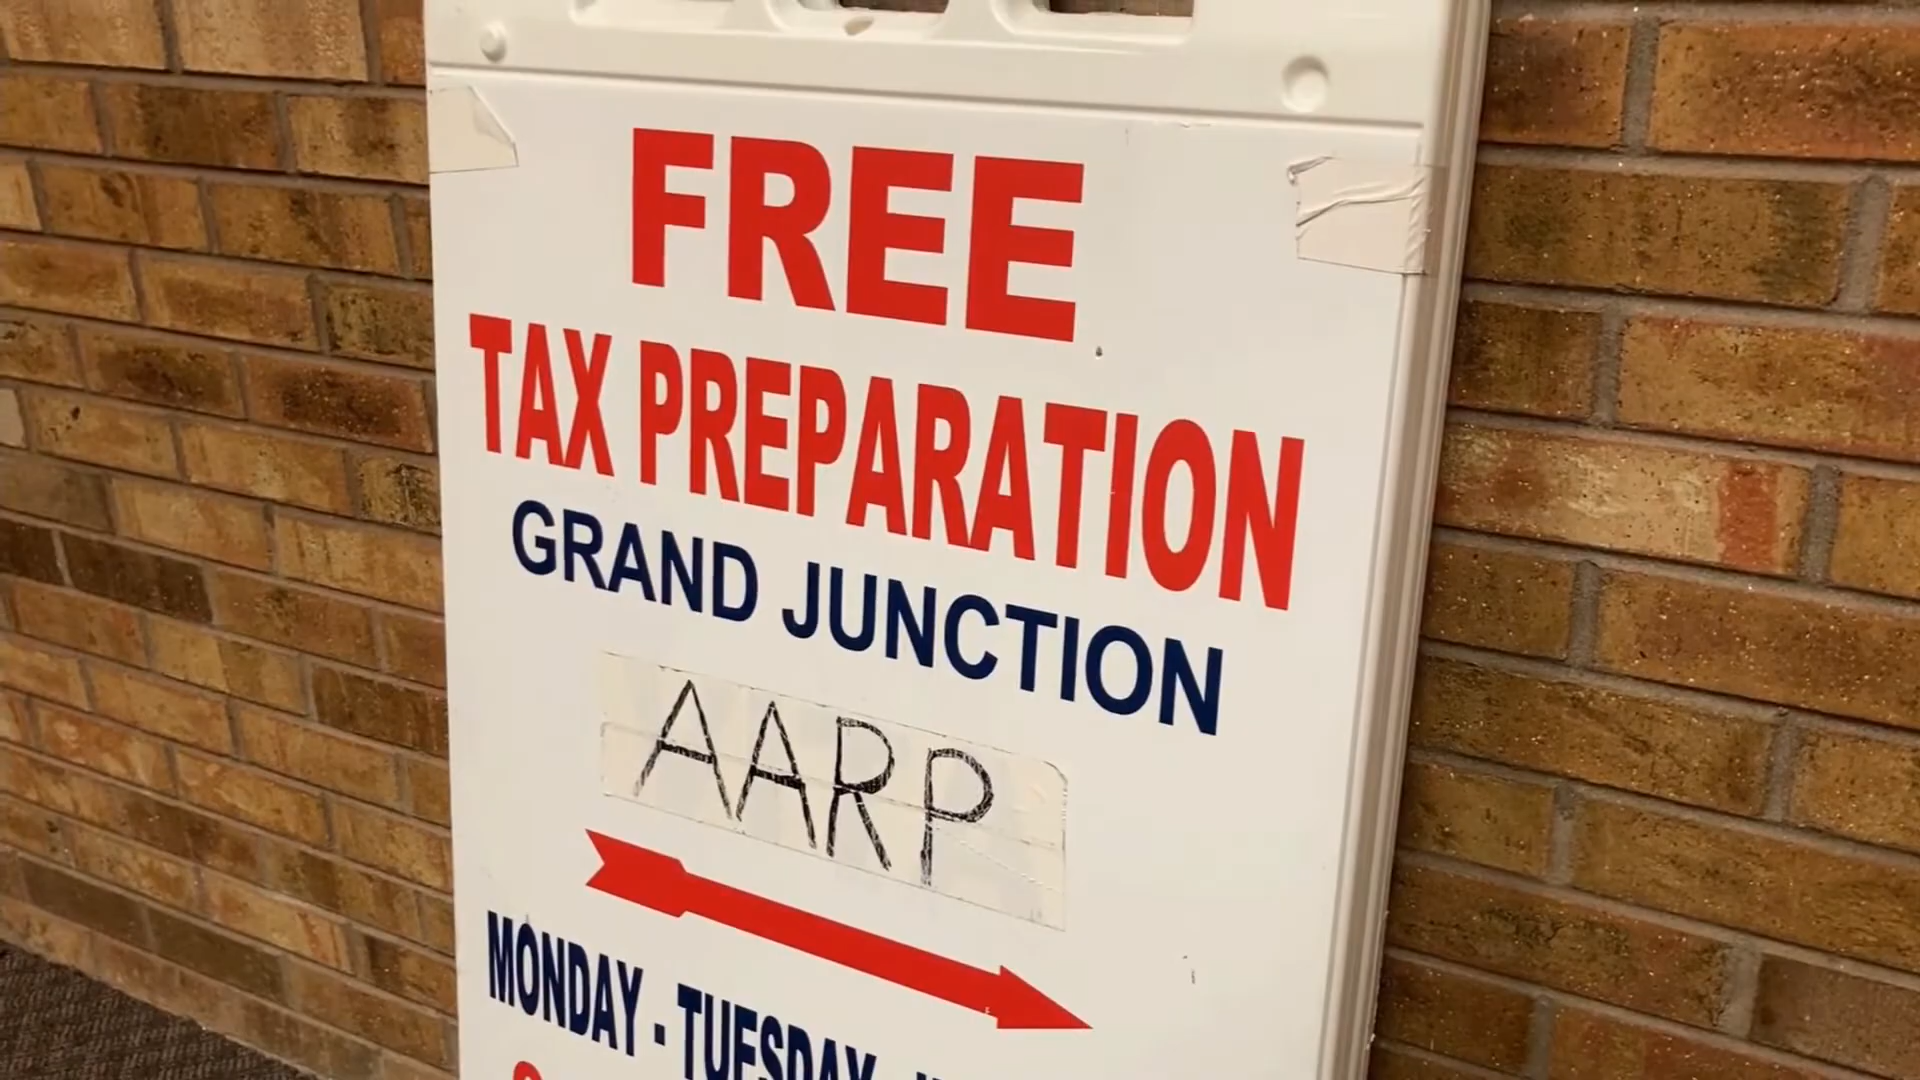 FREE
TAX PREPARATION
GRAND JUNCTION
AARP
MONDAY - TUESDAY -